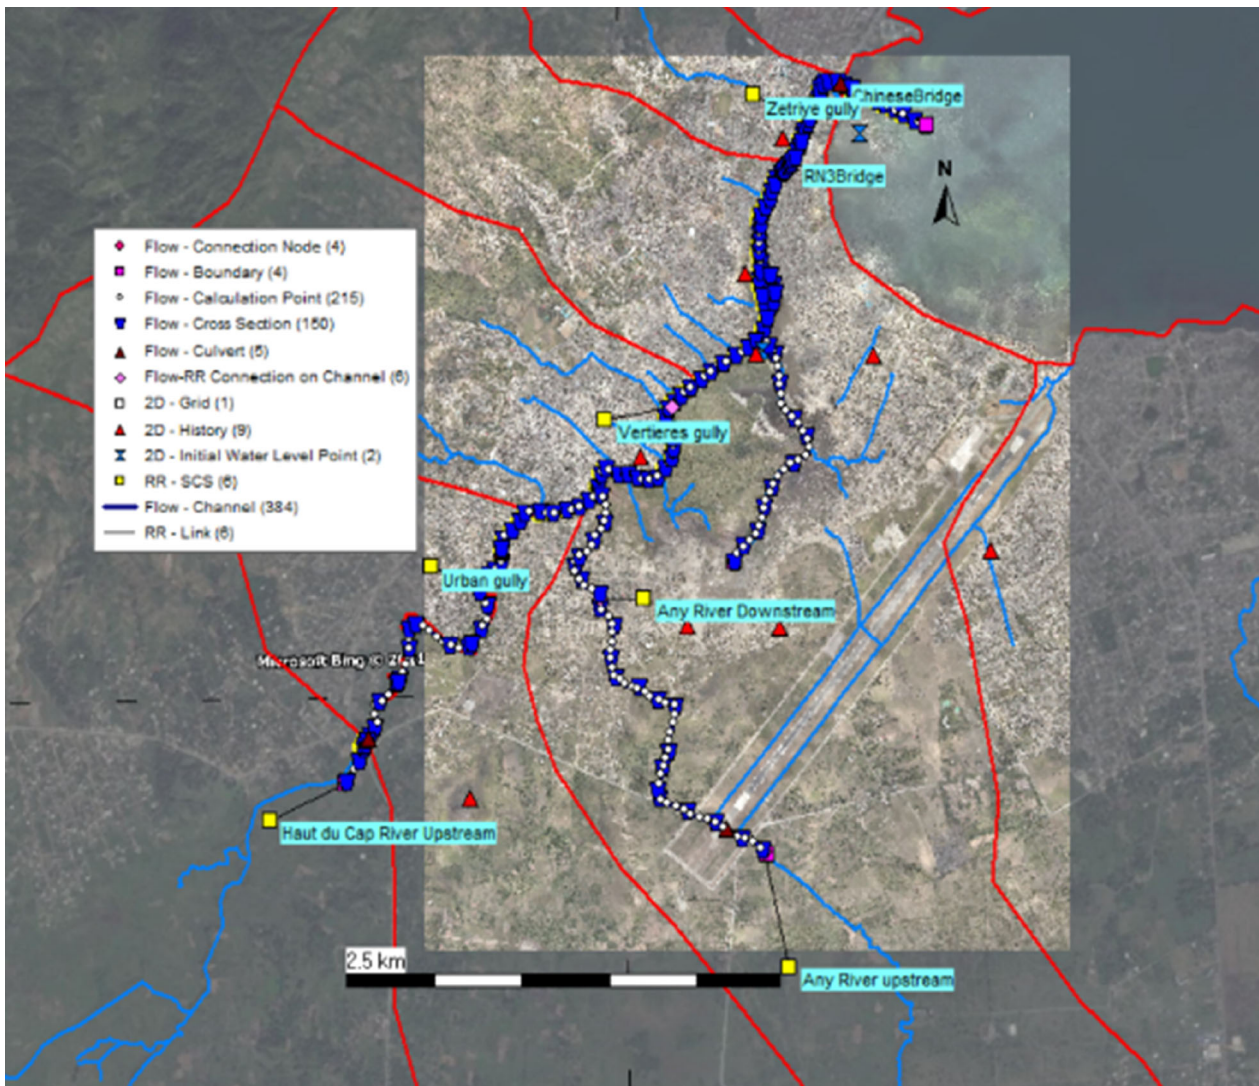 ChineseBridge
Zetriye gully
RN3Bridge
N
Flow - Connection Node (4)
Flow - Boundary (4)
Flow - Calculation Point (215)
Flow - Cross Section (150)
Flow - Culvert (5)
Flow-RR Connection on Channel (6)
2D - Grid (1)
2D - History (9)
2D - Initial Water Level Point (2)
RR - SCS (6)
Flow - Channel (384)
RR - Link (6)
Vertieres gully
Urban gully
Any River Downstream
Microsoft Bing ©
Haut du Cap River Upstream
2.5 km
Any River upstream